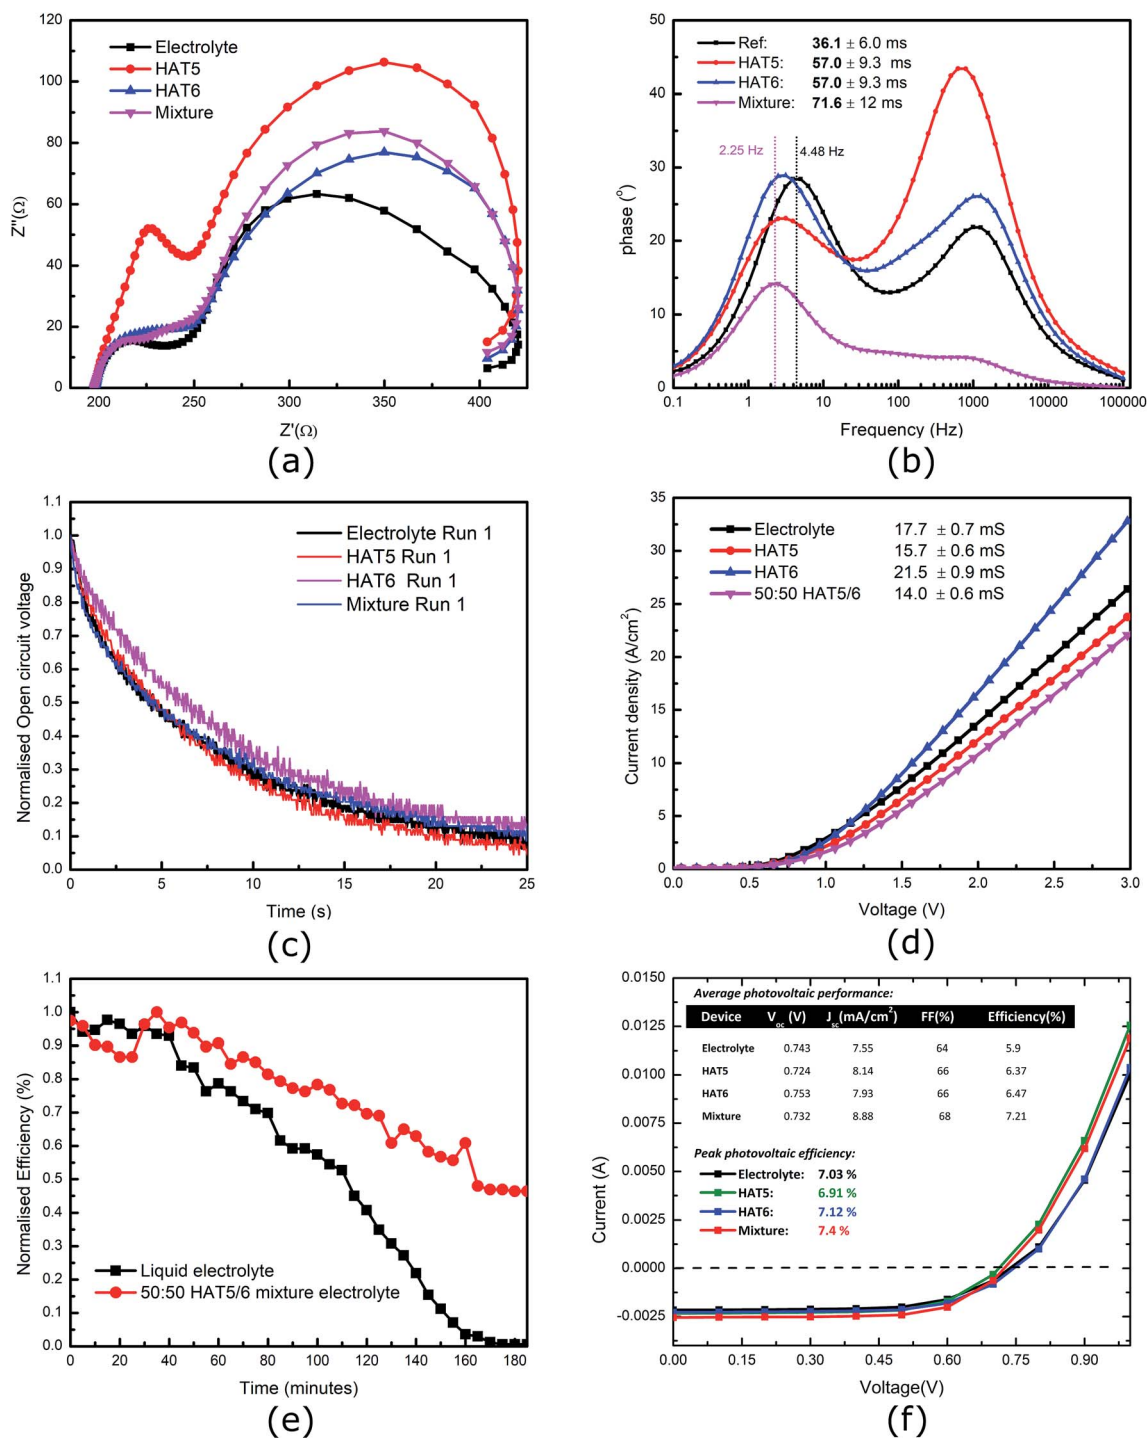 120
100
80
60
40
20
0
Z''(Ω)
Electrolyte
HAT5
HAT6
Mixture
200 250 300 350 400
Z'(Ω)
(a)
50
40
30
20
10
0
phase (°)
Ref: 36.1 ± 6.0 ms
HAT5: 57.0 ± 9.3 ms
HAT6: 57.0 ± 9.3 ms
Mixture: 71.6 ± 12 ms
2.25 Hz
4.48 Hz
0.1 1 10 100 1000 10000 100000
Frequency (Hz)
(b)
1.1
1.0
0.9
0.8
0.7
0.6
0.5
0.4
0.3
0.2
0.1
0.0
Normalised Open circuit voltage
Electrolyte Run 1
HAT5 Run 1
HAT6 Run 1
Mixture Run 1
0 5 10 15 20 25
Time (s)
(c)
35
30
25
20
15
10
5
0
Current density (A/cm²)
Electrolyte 17.7 ± 0.7 mS
HAT5 15.7 ± 0.6 mS
HAT6 21.5 ± 0.9 mS
50:50 HAT5/6 14.0 ± 0.6 mS
0.0 0.5 1.0 1.5 2.0 2.5 3.0
Voltage (V)
(d)
1.1
1.0
0.9
0.8
0.7
0.6
0.5
0.4
0.3
0.2
0.1
0.0
Normalised Efficiency (%)
Liquid electrolyte
50:50 HAT5/6 mixture electrolyte
0 20 40 60 80 100 120 140 160 180
Time (minutes)
(e)
0.0150
0.0125
0.0100
0.0075
0.0050
0.0025
0.0000
-0.0025
Current (A)
Average photovoltaic performance:
Device Voc (V) Jsc (mA/cm²) FF(%) Efficiency(%)
Electrolyte 0.743 7.55 64 5.9
HAT5 0.724 8.14 66 6.37
HAT6 0.753 7.93 66 6.47
Mixture 0.732 8.88 68 7.21
Peak photovoltaic efficiency:
Electrolyte: 7.03 %
HAT5: 6.91 %
HAT6: 7.12 %
Mixture: 7.4 %
0.00 0.15 0.30 0.45 0.60 0.75 0.90
Voltage(V)
(f)